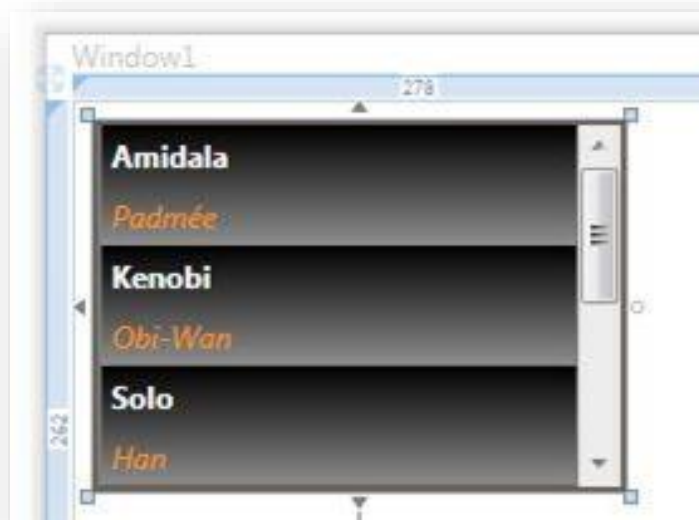 Window1
278
Amidala
Padmée
Kenobi
Obi-Wan
Solo
262
Han